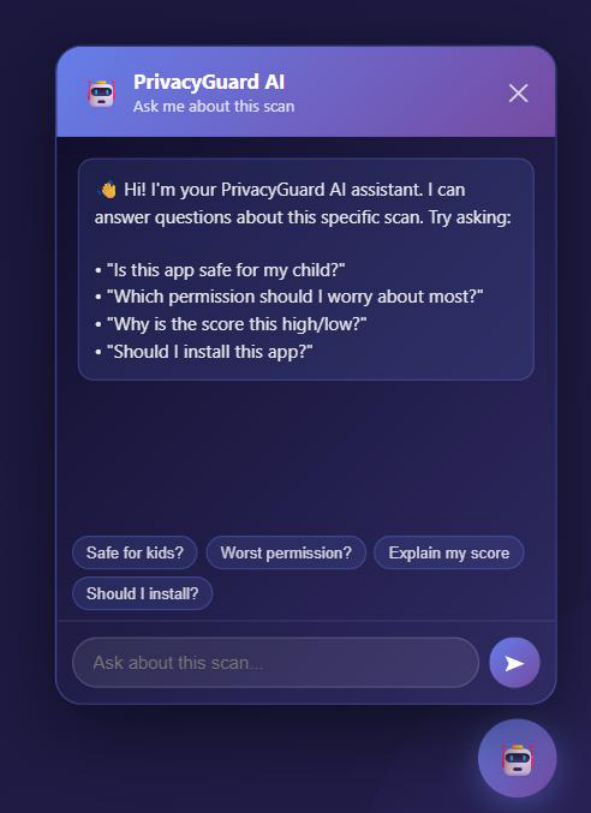 PrivacyGuard AI
Ask me about this scan
👋 Hi! I'm your PrivacyGuard AI assistant. I can
answer questions about this specific scan. Try asking:
• "Is this app safe for my child?"
• "Which permission should I worry about most?"
• "Why is the score this high/low?"
• "Should I install this app?"
Safe for kids? Worst permission? Explain my score
Should I install?
Ask about this scan...